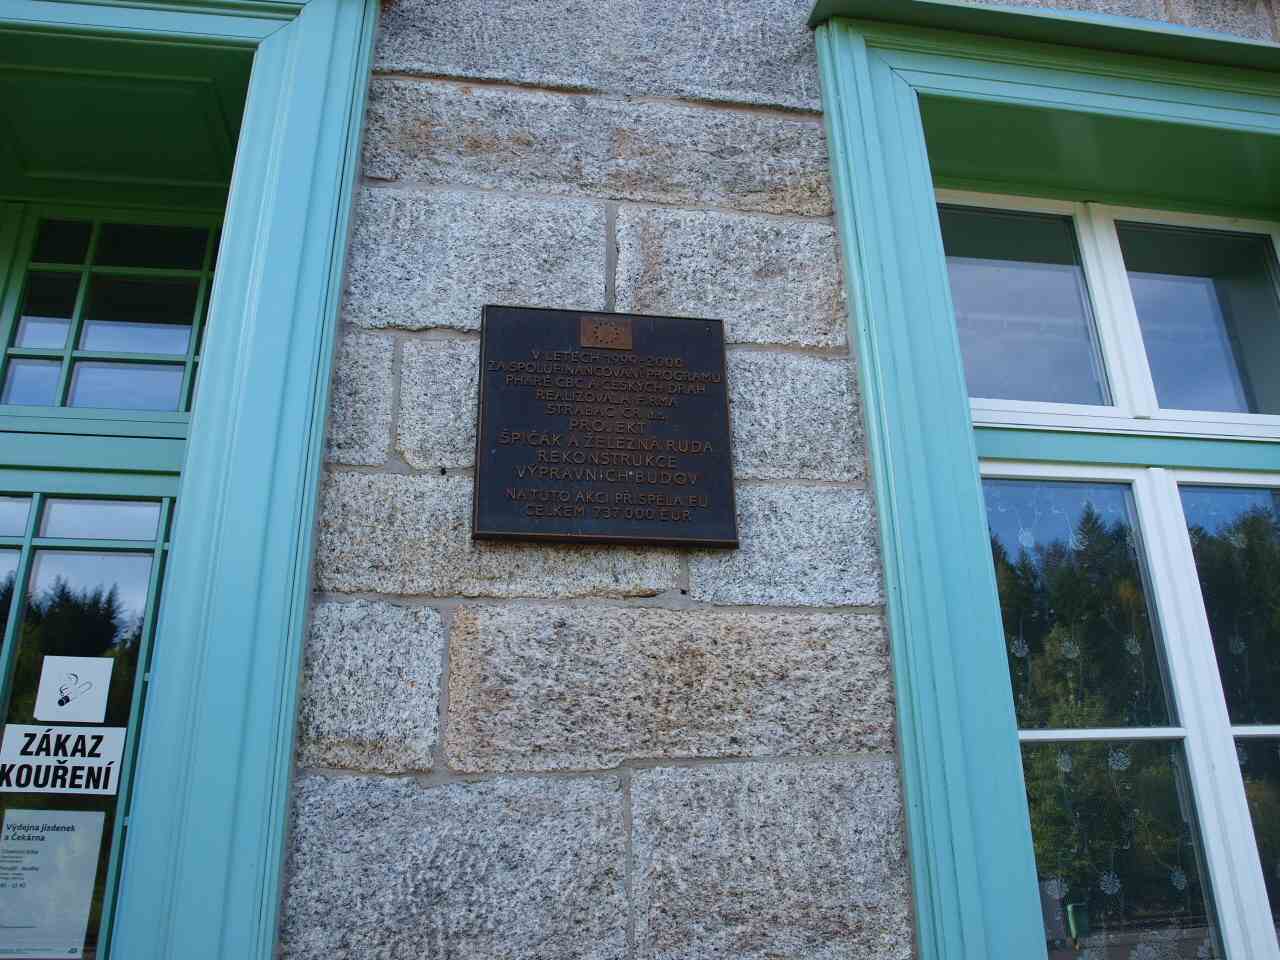 V LETECH 1999-2000
ZA SPOLUFINANCOVÁNÍ PROGRAMU
PHARE CBC A ČESKÝCH DRAH
REALIZOVALA FIRMA
STRABAG ČR a.s.
PROJEKT
ŠPIČÁK A ŽELEZNÁ RUDA
REKONSTRUKCE
VÝPRAVNÍCH BUDOV
NA TUTO AKCI PŘISPĚLA EU
CELKEM 737.000 EUR
ZÁKAZ
KOUŘENÍ
Výdejna jízdenek
a Čekárna